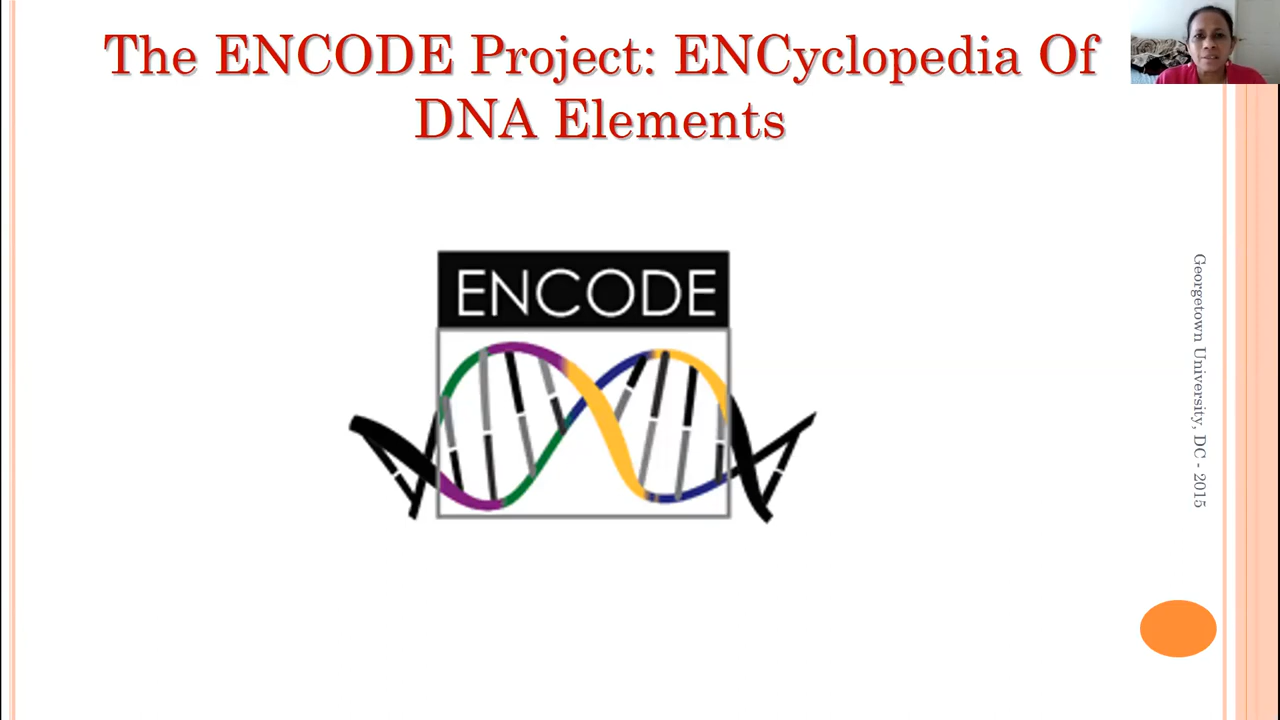 The ENCODE Project: ENCyclopedia Of
DNA Elements
ENCODE
Georgetown University, DC - 2015